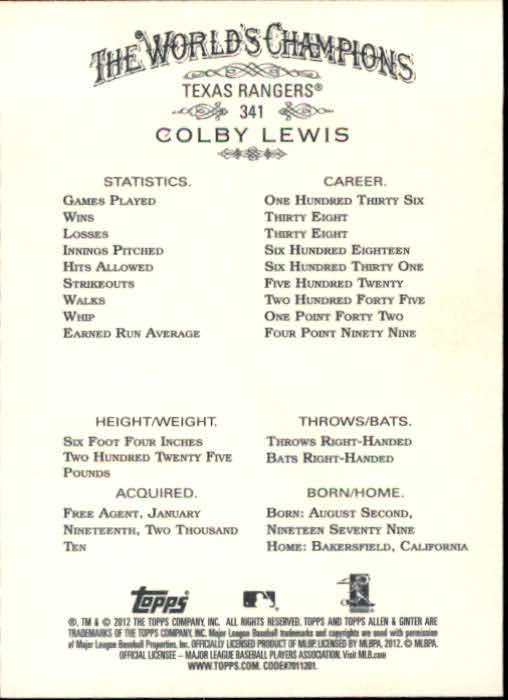 THE WORLD'S CHAMPIONS
TEXAS RANGERS®
341
COLBY LEWIS
STATISTICS. CAREER.
GAMES PLAYED ONE HUNDRED THIRTY SIX
WINS THIRTY EIGHT
LOSSES THIRTY EIGHT
INNINGS PITCHED SIX HUNDRED EIGHTEEN
HITS ALLOWED SIX HUNDRED THIRTY ONE
STRIKEOUTS FIVE HUNDRED TWENTY
WALKS TWO HUNDRED FORTY FIVE
WHIP ONE POINT FORTY TWO
EARNED RUN AVERAGE FOUR POINT NINETY NINE
HEIGHT/WEIGHT.
SIX FOOT FOUR INCHES
TWO HUNDRED TWENTY FIVE
POUNDS
THROWS/BATS.
THROWS RIGHT-HANDED
BATS RIGHT-HANDED
ACQUIRED.
FREE AGENT, JANUARY
NINETEENTH, TWO THOUSAND
TEN
BORN/HOME.
BORN: AUGUST SECOND,
NINETEEN SEVENTY NINE
HOME: BAKERSFIELD, CALIFORNIA
Topps
®, TM & © 2012 THE TOPPS COMPANY, INC. ALL RIGHTS RESERVED. TOPPS AND TOPPS ALLEN & GINTER ARE
TRADEMARKS OF THE TOPPS COMPANY, INC. Major League Baseball trademarks and copyrights are used with permission
of Major League Baseball Properties, Inc. OFFICIALLY LICENSED PRODUCT OF MLBP. LICENSED BY MLBPA, 2012. © MLBPA.
OFFICIAL LICENSEE – MAJOR LEAGUE BASEBALL PLAYERS ASSOCIATION. Visit MLB.com
WWW.TOPPS.COM. CODE#7011201.